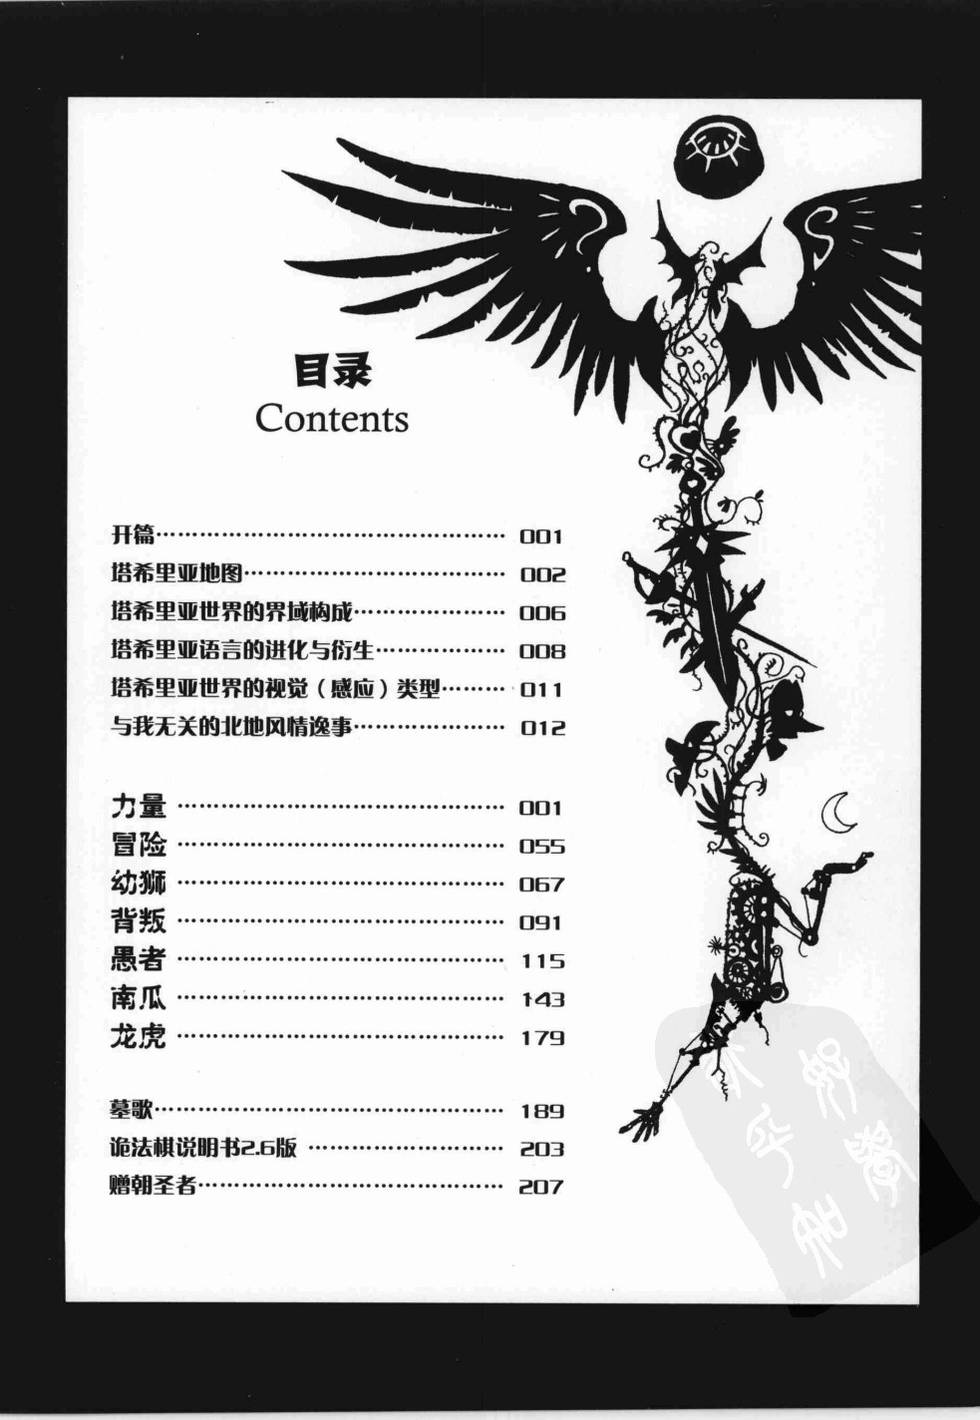 目录
Contents
开篇………………………………………… 001
塔希里亚地图……………………………… 002
塔希里亚世界的界域构成………………… 006
塔希里亚语言的进化与衍生……………… 008
塔希里亚世界的视觉（感应）类型……… 011
与我无关的北地风情逸事………………… 012
力量 ……………………………………… 001
冒险 ……………………………………… 055
幼狮 ……………………………………… 067
背叛 ……………………………………… 091
愚者 ……………………………………… 115
南瓜 ……………………………………… 143
龙虎 ……………………………………… 179
墓歌………………………………………… 189
诡法棋说明书2.6版 ……………………… 203
赠朝圣者…………………………………… 207